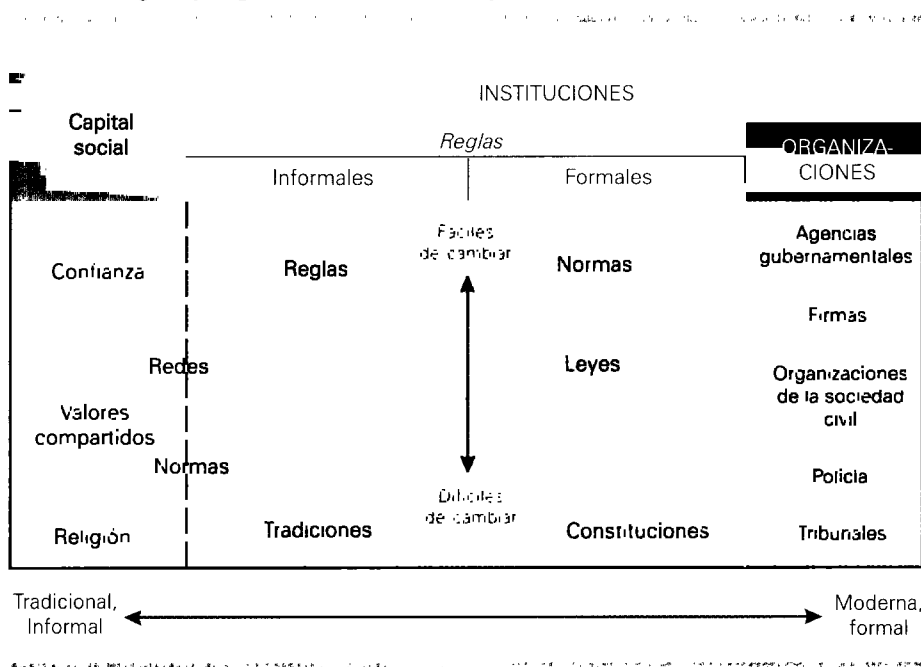 INSTITUCIONES
Capital
social
Reglas
ORGANIZA-
CIONES
Informales
Formales
Fáciles
de cambiar
Agencias
gubernamentales
Confianza
Reglas
Normas
Firmas
Redes
Leyes
Organizaciones
de la sociedad
civil
Valores
compartidos
Normas
Policía
Difíciles
de cambiar
Religión
Tradiciones
Constituciones
Tribunales
Tradicional,
Informal
Moderna,
formal